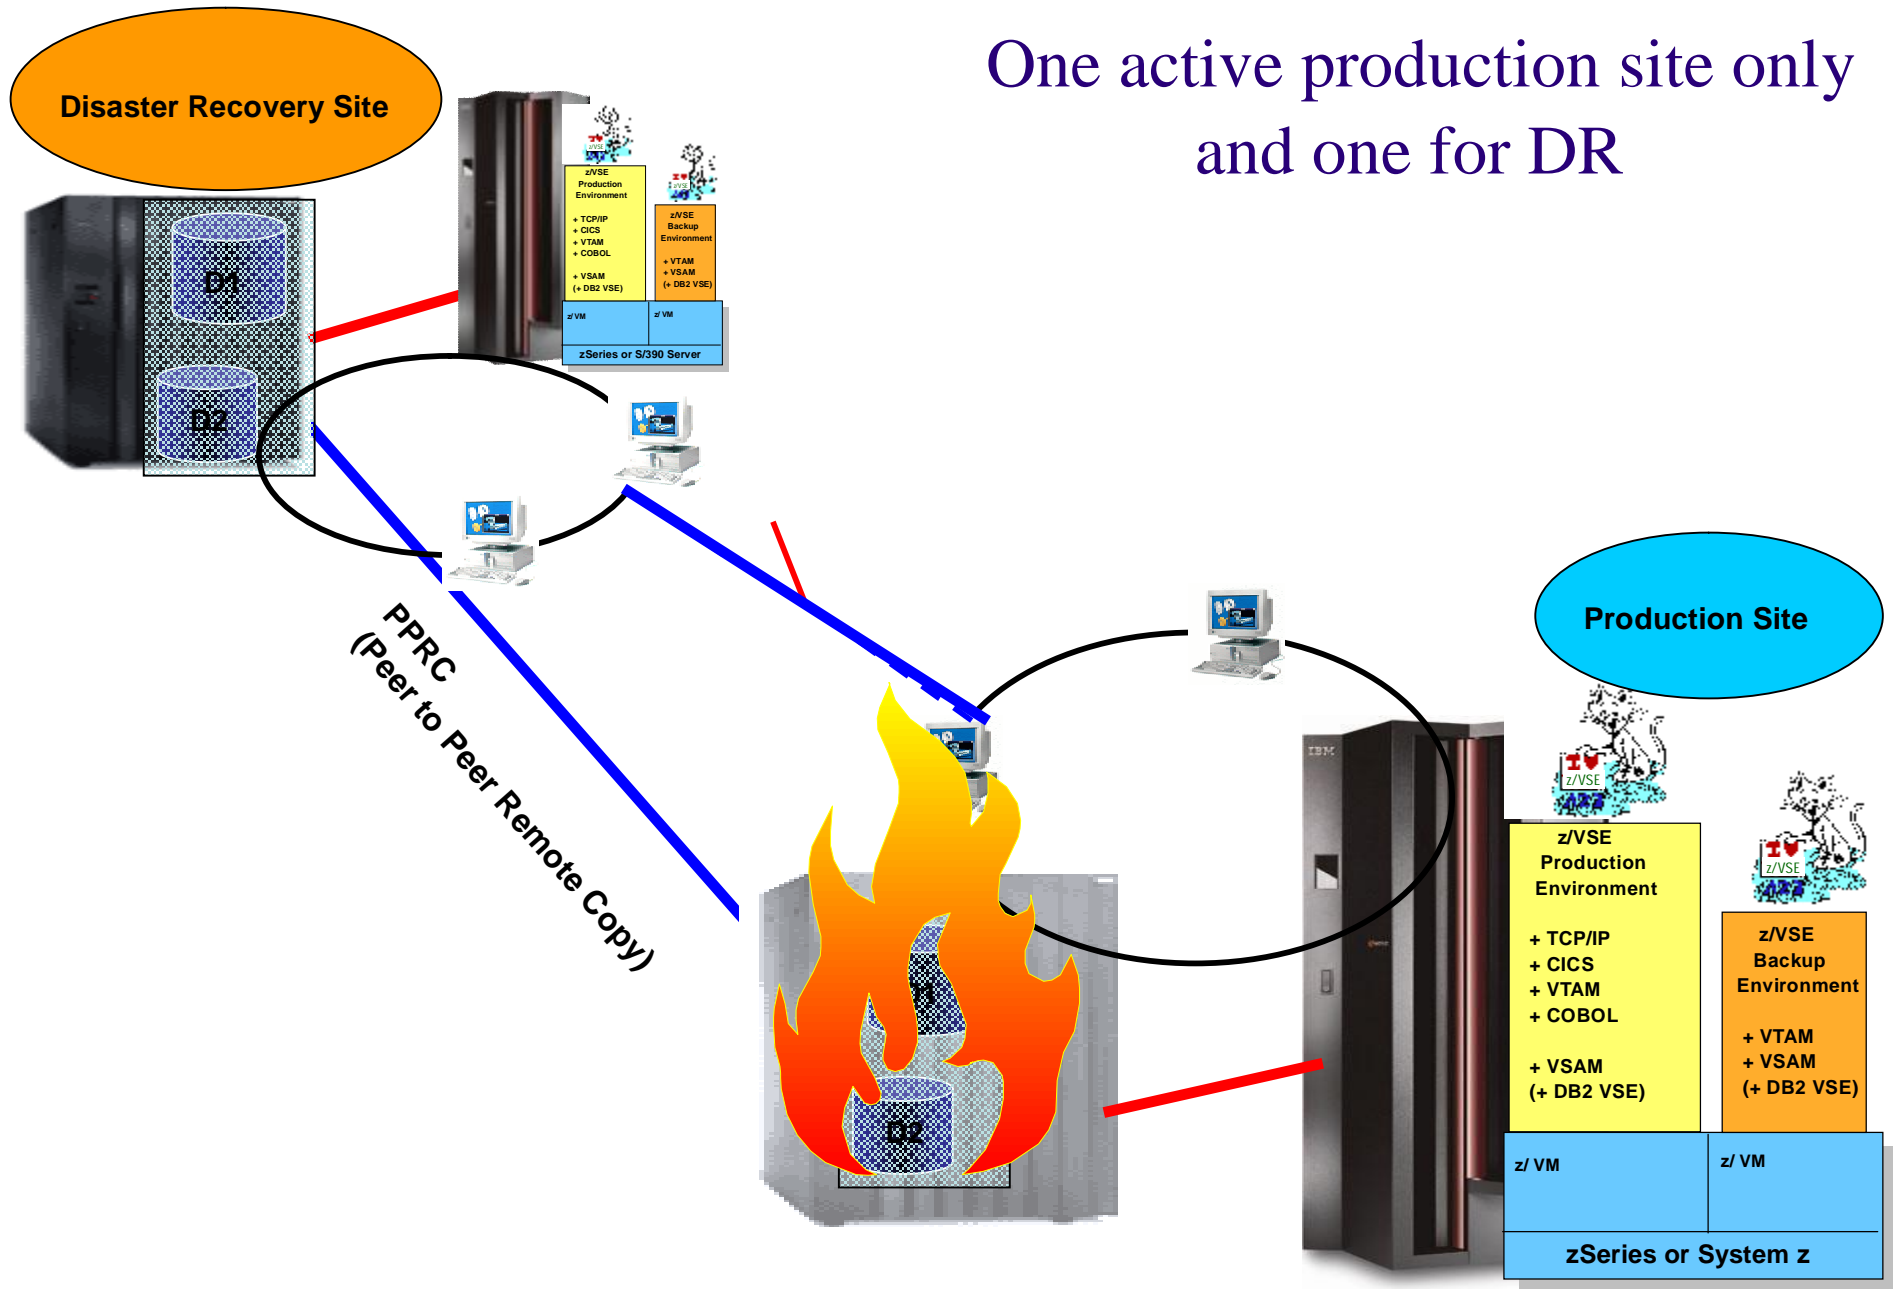 One active production site only
and one for DR
Disaster Recovery Site
D1
D2
z/VSE
z/VSE
z/VSE
Production
Environment
+ TCP/IP
+ CICS
+ VTAM
+ COBOL
+ VSAM
(+ DB2 VSE)
z/VSE
Backup
Environment
+ VTAM
+ VSAM
(+ DB2 VSE)
z/ VM
z/ VM
zSeries or S/390 Server
PPRC
(Peer to Peer Remote Copy)
Production Site
IBM
I ♥
z/VSE
I ♥
z/VSE
z/VSE
Production
Environment
+ TCP/IP
+ CICS
+ VTAM
+ COBOL
+ VSAM
(+ DB2 VSE)
z/VSE
Backup
Environment
+ VTAM
+ VSAM
(+ DB2 VSE)
z/ VM
z/ VM
zSeries or System z
D2